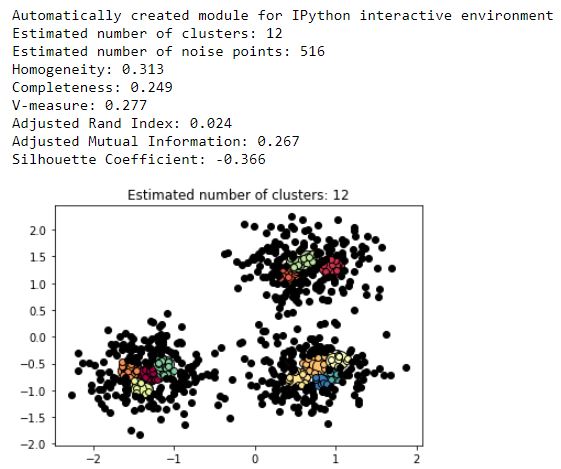 Automatically created module for IPython interactive environment
Estimated number of clusters: 12
Estimated number of noise points: 516
Homogeneity: 0.313
Completeness: 0.249
V-measure: 0.277
Adjusted Rand Index: 0.024
Adjusted Mutual Information: 0.267
Silhouette Coefficient: -0.366
Estimated number of clusters: 12
2.0
1.5
1.0
0.5
0.0
−0.5
−1.0
−1.5
−2.0
−2 −1 0 1 2